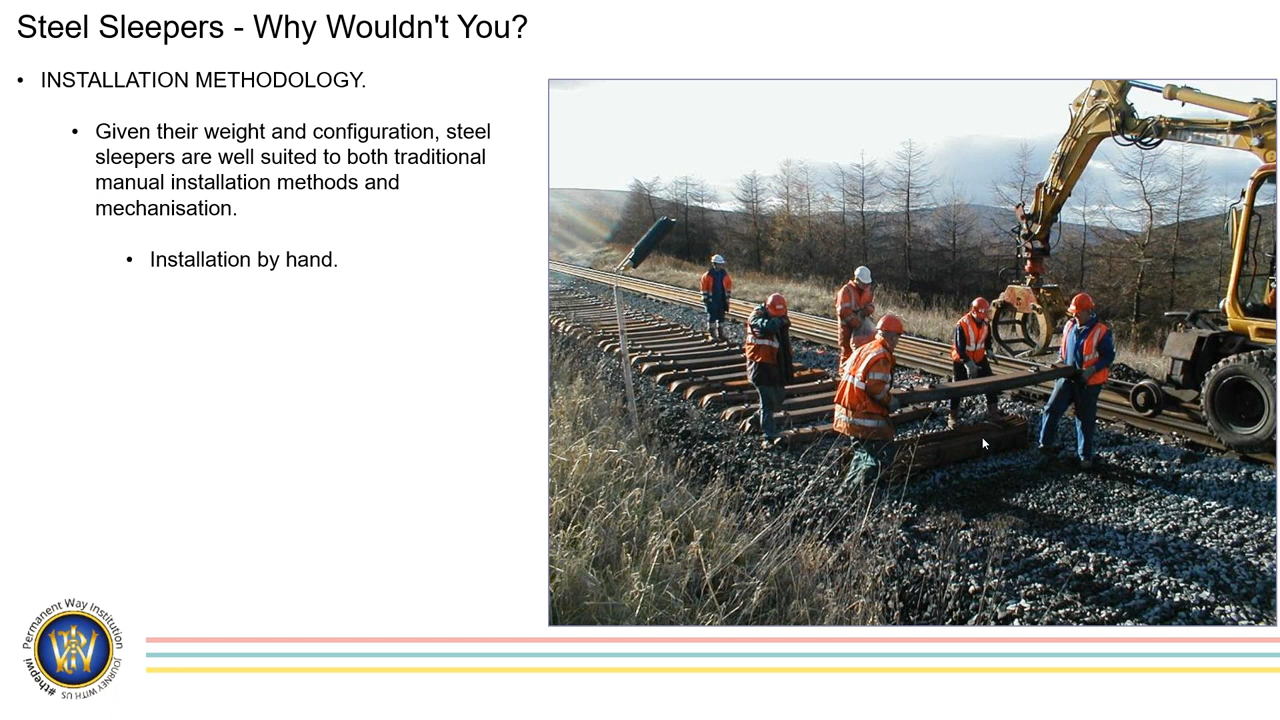 Steel Sleepers - Why Wouldn't You?
• INSTALLATION METHODOLOGY.
• Given their weight and configuration, steel
sleepers are well suited to both traditional
manual installation methods and
mechanisation.
• Installation by hand.
Permanent Way Institution
#thepwi JOURNEY WITH US